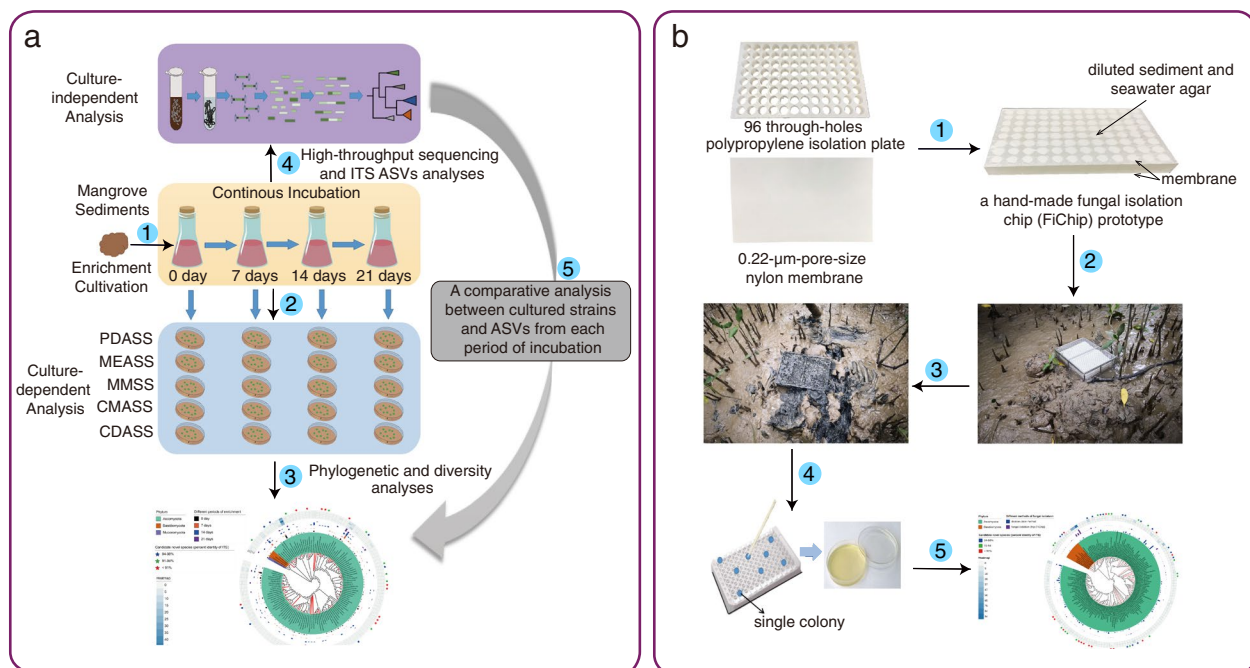 a
Culture-
independent
Analysis
4
High-throughput sequencing
and ITS ASVs analyses
Mangrove
Sediments
Continous Incubation
1
Enrichment
Cultivation
0 day
7 days
14 days
21 days
2
PDASS
MEASS
MMSS
CMASS
CDASS
Culture-
dependent
Analysis
5
A comparative analysis
between cultured strains
and ASVs from each
period of incubation
3
Phylogenetic and diversity
analyses
b
96 through-holes
polypropylene isolation plate
0.22-μm-pore-size
nylon membrane
1
diluted sediment and
seawater agar
membrane
a hand-made fungal isolation
chip (FiChip) prototype
2
3
4
single colony
5